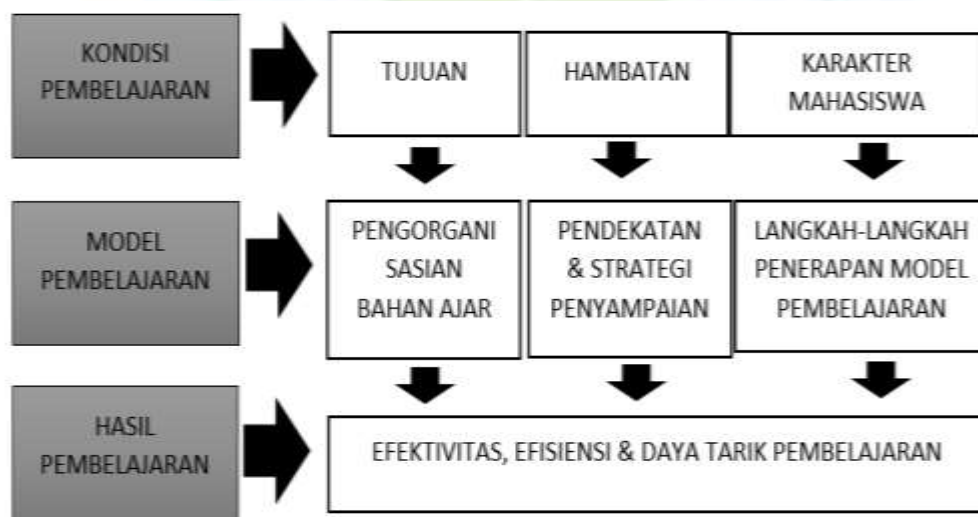 KONDISI
PEMBELAJARAN
TUJUAN
HAMBATAN
KARAKTER
MAHASISWA
MODEL
PEMBELAJARAN
PENGORGANI
SASIAN
BAHAN AJAR
PENDEKATAN
& STRATEGI
PENYAMPAIAN
LANGKAH-LANGKAH
PENERAPAN MODEL
PEMBELAJARAN
HASIL
PEMBELAJARAN
EFEKTIVITAS, EFISIENSI & DAYA TARIK PEMBELAJARAN